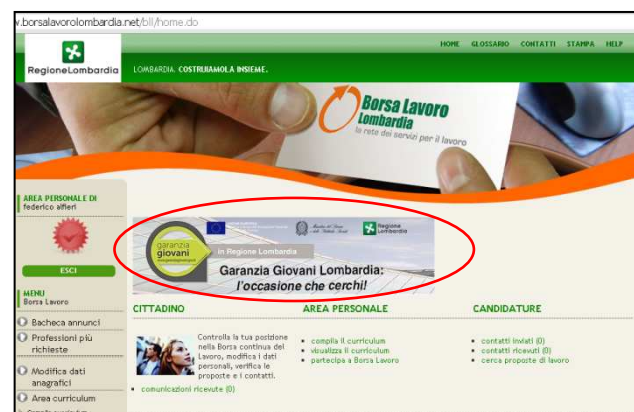 v.borsalavorolombardia.net/bll/home.do
HOME GLOSSARIO CONTATTI STAMPA HELP
RegioneLombardia
LOMBARDIA. COSTRUIAMOLA INSIEME.
Borsa Lavoro
Lombardia
la rete dei servizi per il lavoro
AREA PERSONALE DI
federico alfieri
ESCI
MENU
Borsa Lavoro
Bacheca annunci
Professioni più
richieste
Modifica dati
anagrafici
Area curriculum
garanzia
giovani
in Regione Lombardia
Regione
Lombardia
Garanzia Giovani Lombardia:
l'occasione che cerchi!
CITTADINO
Controlla la tua posizione
nella Borsa continua del
Lavoro, modifica i dati
personali, verifica le
proposte e i contatti.
comunicazioni ricevute (0)
AREA PERSONALE
compila il curriculum
visualizza il curriculum
partecipa a Borsa Lavoro
CANDIDATURE
contatti inviati (0)
contatti ricevuti (0)
cerca proposte di lavoro